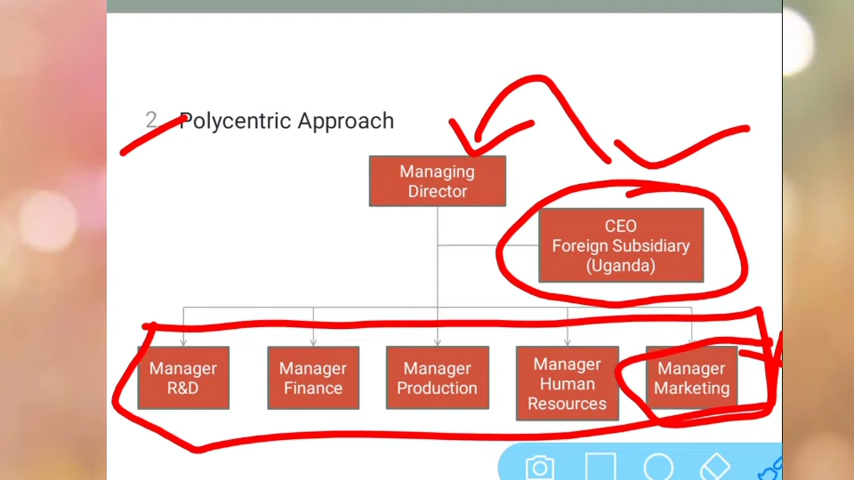 2. Polycentric Approach
Managing
Director
CEO
Foreign Subsidiary
(Uganda)
Manager
R&D
Manager
Finance
Manager
Production
Manager
Human
Resources
Manager
Marketing